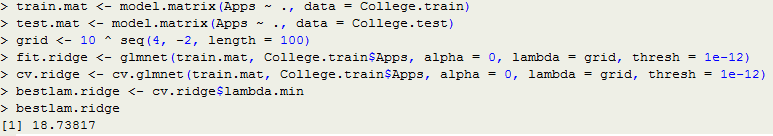 > train.mat <- model.matrix(Apps ~ ., data = College.train)
> test.mat <- model.matrix(Apps ~ ., data = College.test)
> grid <- 10 ^ seq(4, -2, length = 100)
> fit.ridge <- glmnet(train.mat, College.train$Apps, alpha = 0, lambda = grid, thresh = 1e-12)
> cv.ridge <- cv.glmnet(train.mat, College.train$Apps, alpha = 0, lambda = grid, thresh = 1e-12)
> bestlam.ridge <- cv.ridge$lambda.min
> bestlam.ridge
[1] 18.73817